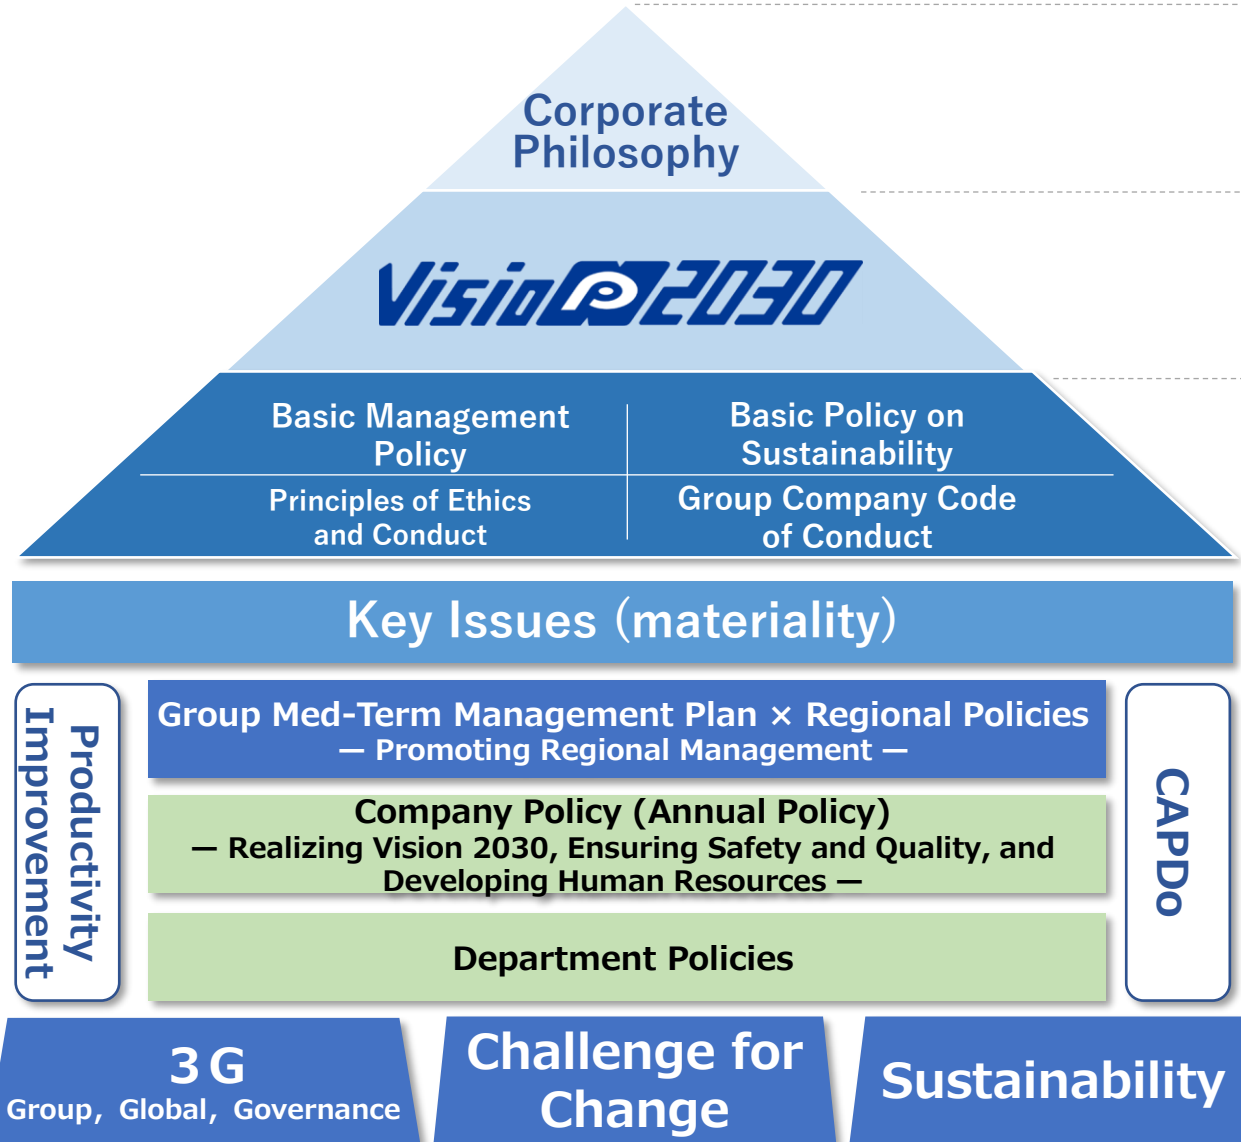 Corporate
Philosophy
Vision 2030
Basic Management
Policy
Basic Policy on
Sustainability
Principles of Ethics
and Conduct
Group Company Code
of Conduct
Key Issues (materiality)
Productivity
Improvement
Group Med-Term Management Plan × Regional Policies
— Promoting Regional Management —
Company Policy (Annual Policy)
— Realizing Vision 2030, Ensuring Safety and Quality, and
Developing Human Resources —
Department Policies
CAPDo
3G
Group, Global, Governance
Challenge for
Change
Sustainability